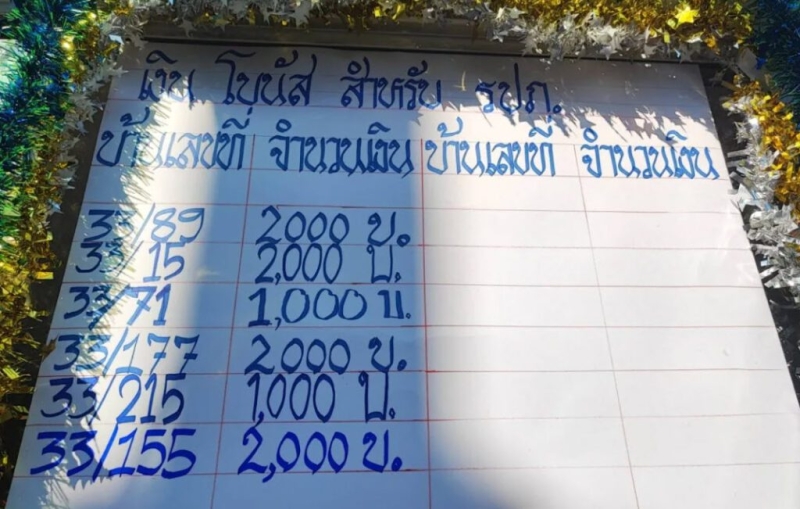 เงิน โบนัส สำหรับ รปภ.
บ้านเลขที่ จำนวนเงิน บ้านเลขที่ จำนวนเงิน
33/89 2000 บ.
33/15 2,000 บ.
33/71 1,000 บ.
33/177 2,000 บ.
33/215 1,000 บ.
33/155 2,000 บ.